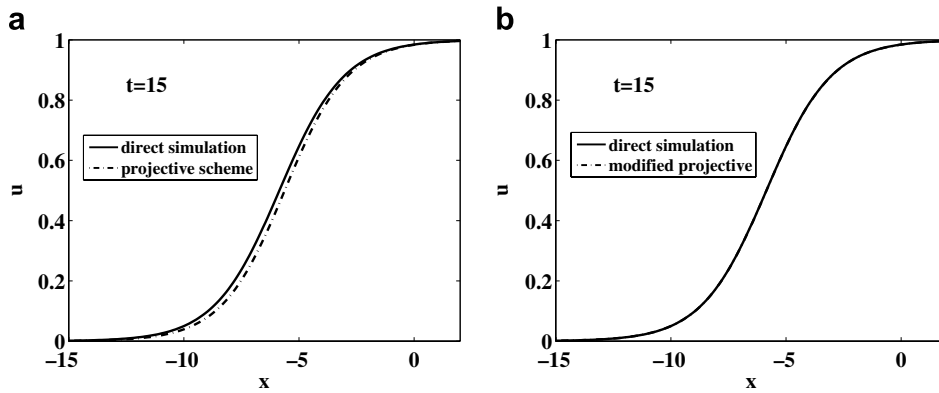 a
t=15
direct simulation
projective scheme
u
1
0.8
0.6
0.4
0.2
0
−15
−10
−5
0
x
b
t=15
direct simulation
modified projective
u
1
0.8
0.6
0.4
0.2
0
−15
−10
−5
0
x